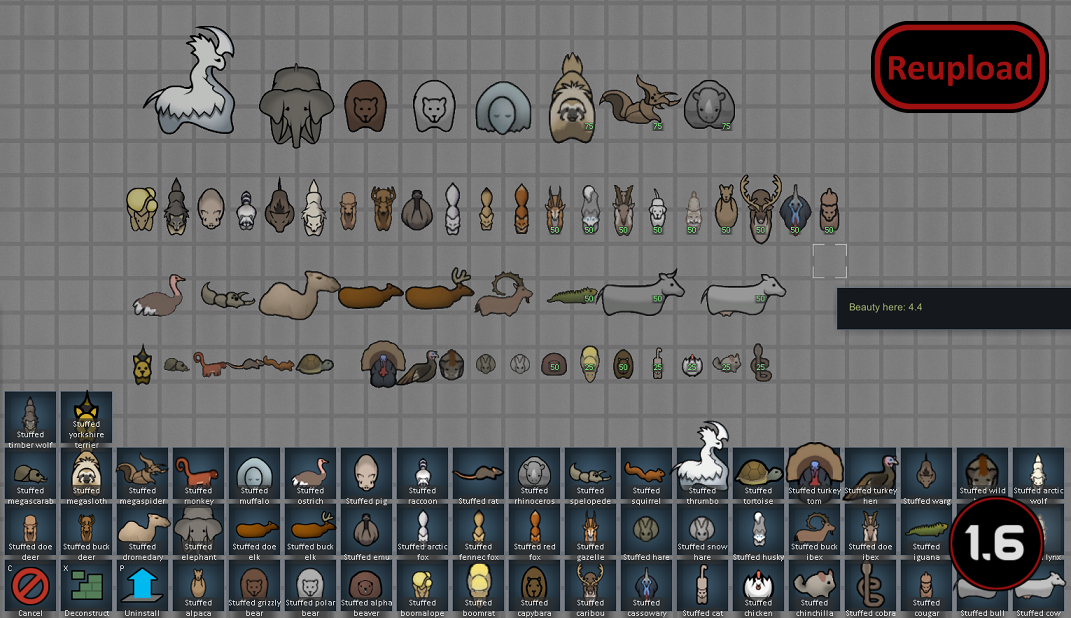 Reupload
75
75
75
50
50
50
50
50
50
50
50
50
Beauty here: 4.4
50
50
50
50
25
50
25
25
25
25
Stuffed
timber wolf
Stuffed
yorkshire
terrier
Stuffed
megascarab
Stuffed
megasloth
Stuffed
megaspider
Stuffed
monkey
Stuffed
muffalo
Stuffed
ostrich
Stuffed pig
Stuffed
raccoon
Stuffed rat
Stuffed
rhinoceros
Stuffed
spelopede
Stuffed
squirrel
Stuffed
thrumbo
Stuffed
tortoise
Stuffed turkey
tom
Stuffed turkey
hen
Stuffed warg
Stuffed wild
Stuffed arctic
wolf
Stuffed doe
deer
Stuffed buck
deer
Stuffed
dromedary
Stuffed
elephant
Stuffed doe
elk
Stuffed buck
elk
Stuffed emu
Stuffed arctic
fox
Stuffed
fennec fox
Stuffed red
fox
Stuffed
gazelle
Stuffed hare
Stuffed snow
hare
Stuffed husky
Stuffed buck
ibex
Stuffed doe
ibex
Stuffed
iguana
lynx
1.6
C
Cancel
X
Deconstruct
P
Uninstall
Stuffed
alpaca
Stuffed grizzly
bear
Stuffed polar
bear
Stuffed alpha
beaver
Stuffed
boomalope
Stuffed
boomrat
Stuffed
capybara
Stuffed
caribou
Stuffed
cassowary
Stuffed cat
Stuffed
chicken
Stuffed
chinchilla
Stuffed cobra
Stuffed
cougar
Stuffed bull
Stuffed cow